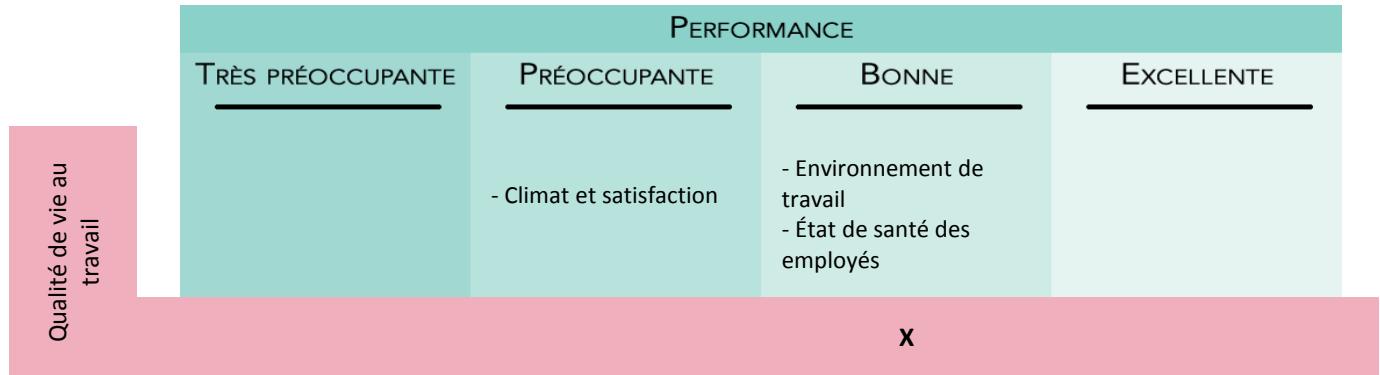 PERFORMANCE
TRÈS PRÉOCCUPANTE
PRÉOCCUPANTE
BONNE
EXCELLENTE
Qualité de vie au
travail
- Climat et satisfaction
- Environnement de
travail
- État de santé des
employés
X